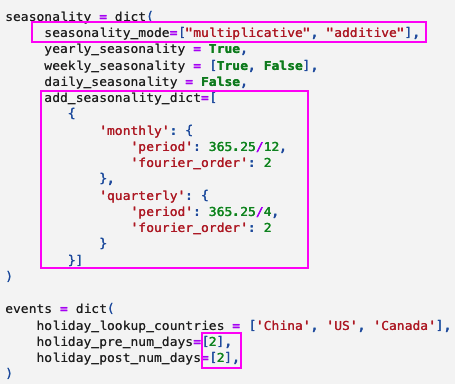 seasonality = dict(
seasonality_mode=["multiplicative", "additive"],
yearly_seasonality = True,
weekly_seasonality = [True, False],
daily_seasonality = False,
add_seasonality_dict=[
{
'monthly': {
'period': 365.25/12,
'fourier_order': 2
},
'quarterly': {
'period': 365.25/4,
'fourier_order': 2
}
}]
)
events = dict(
holiday_lookup_countries = ['China', 'US', 'Canada'],
holiday_pre_num_days=[2],
holiday_post_num_days=[2],
)